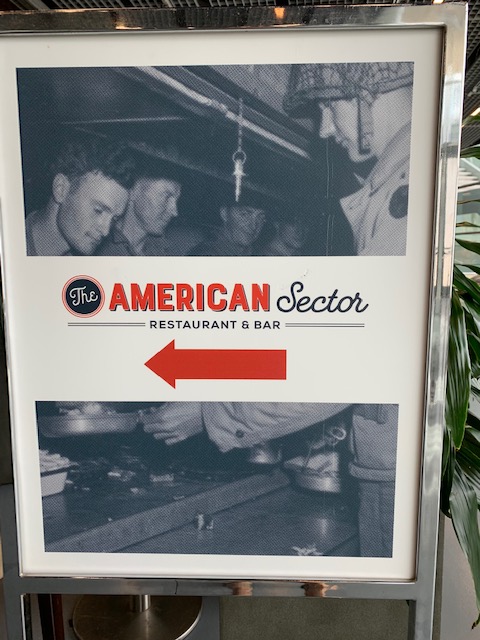 The AMERICAN Sector
RESTAURANT & BAR